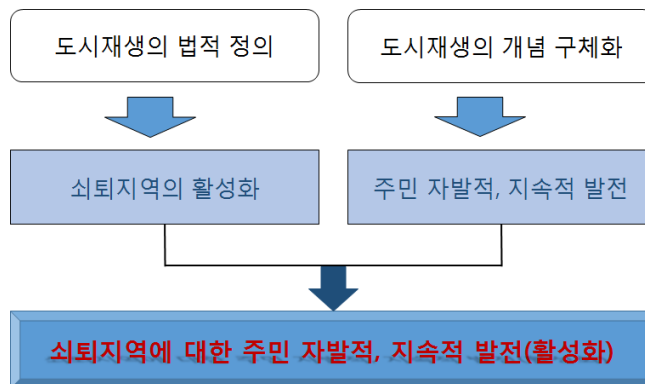 도시재생의 법적 정의
도시재생의 개념 구체화
쇠퇴지역의 활성화
주민 자발적, 지속적 발전
쇠퇴지역에 대한 주민 자발적, 지속적 발전(활성화)